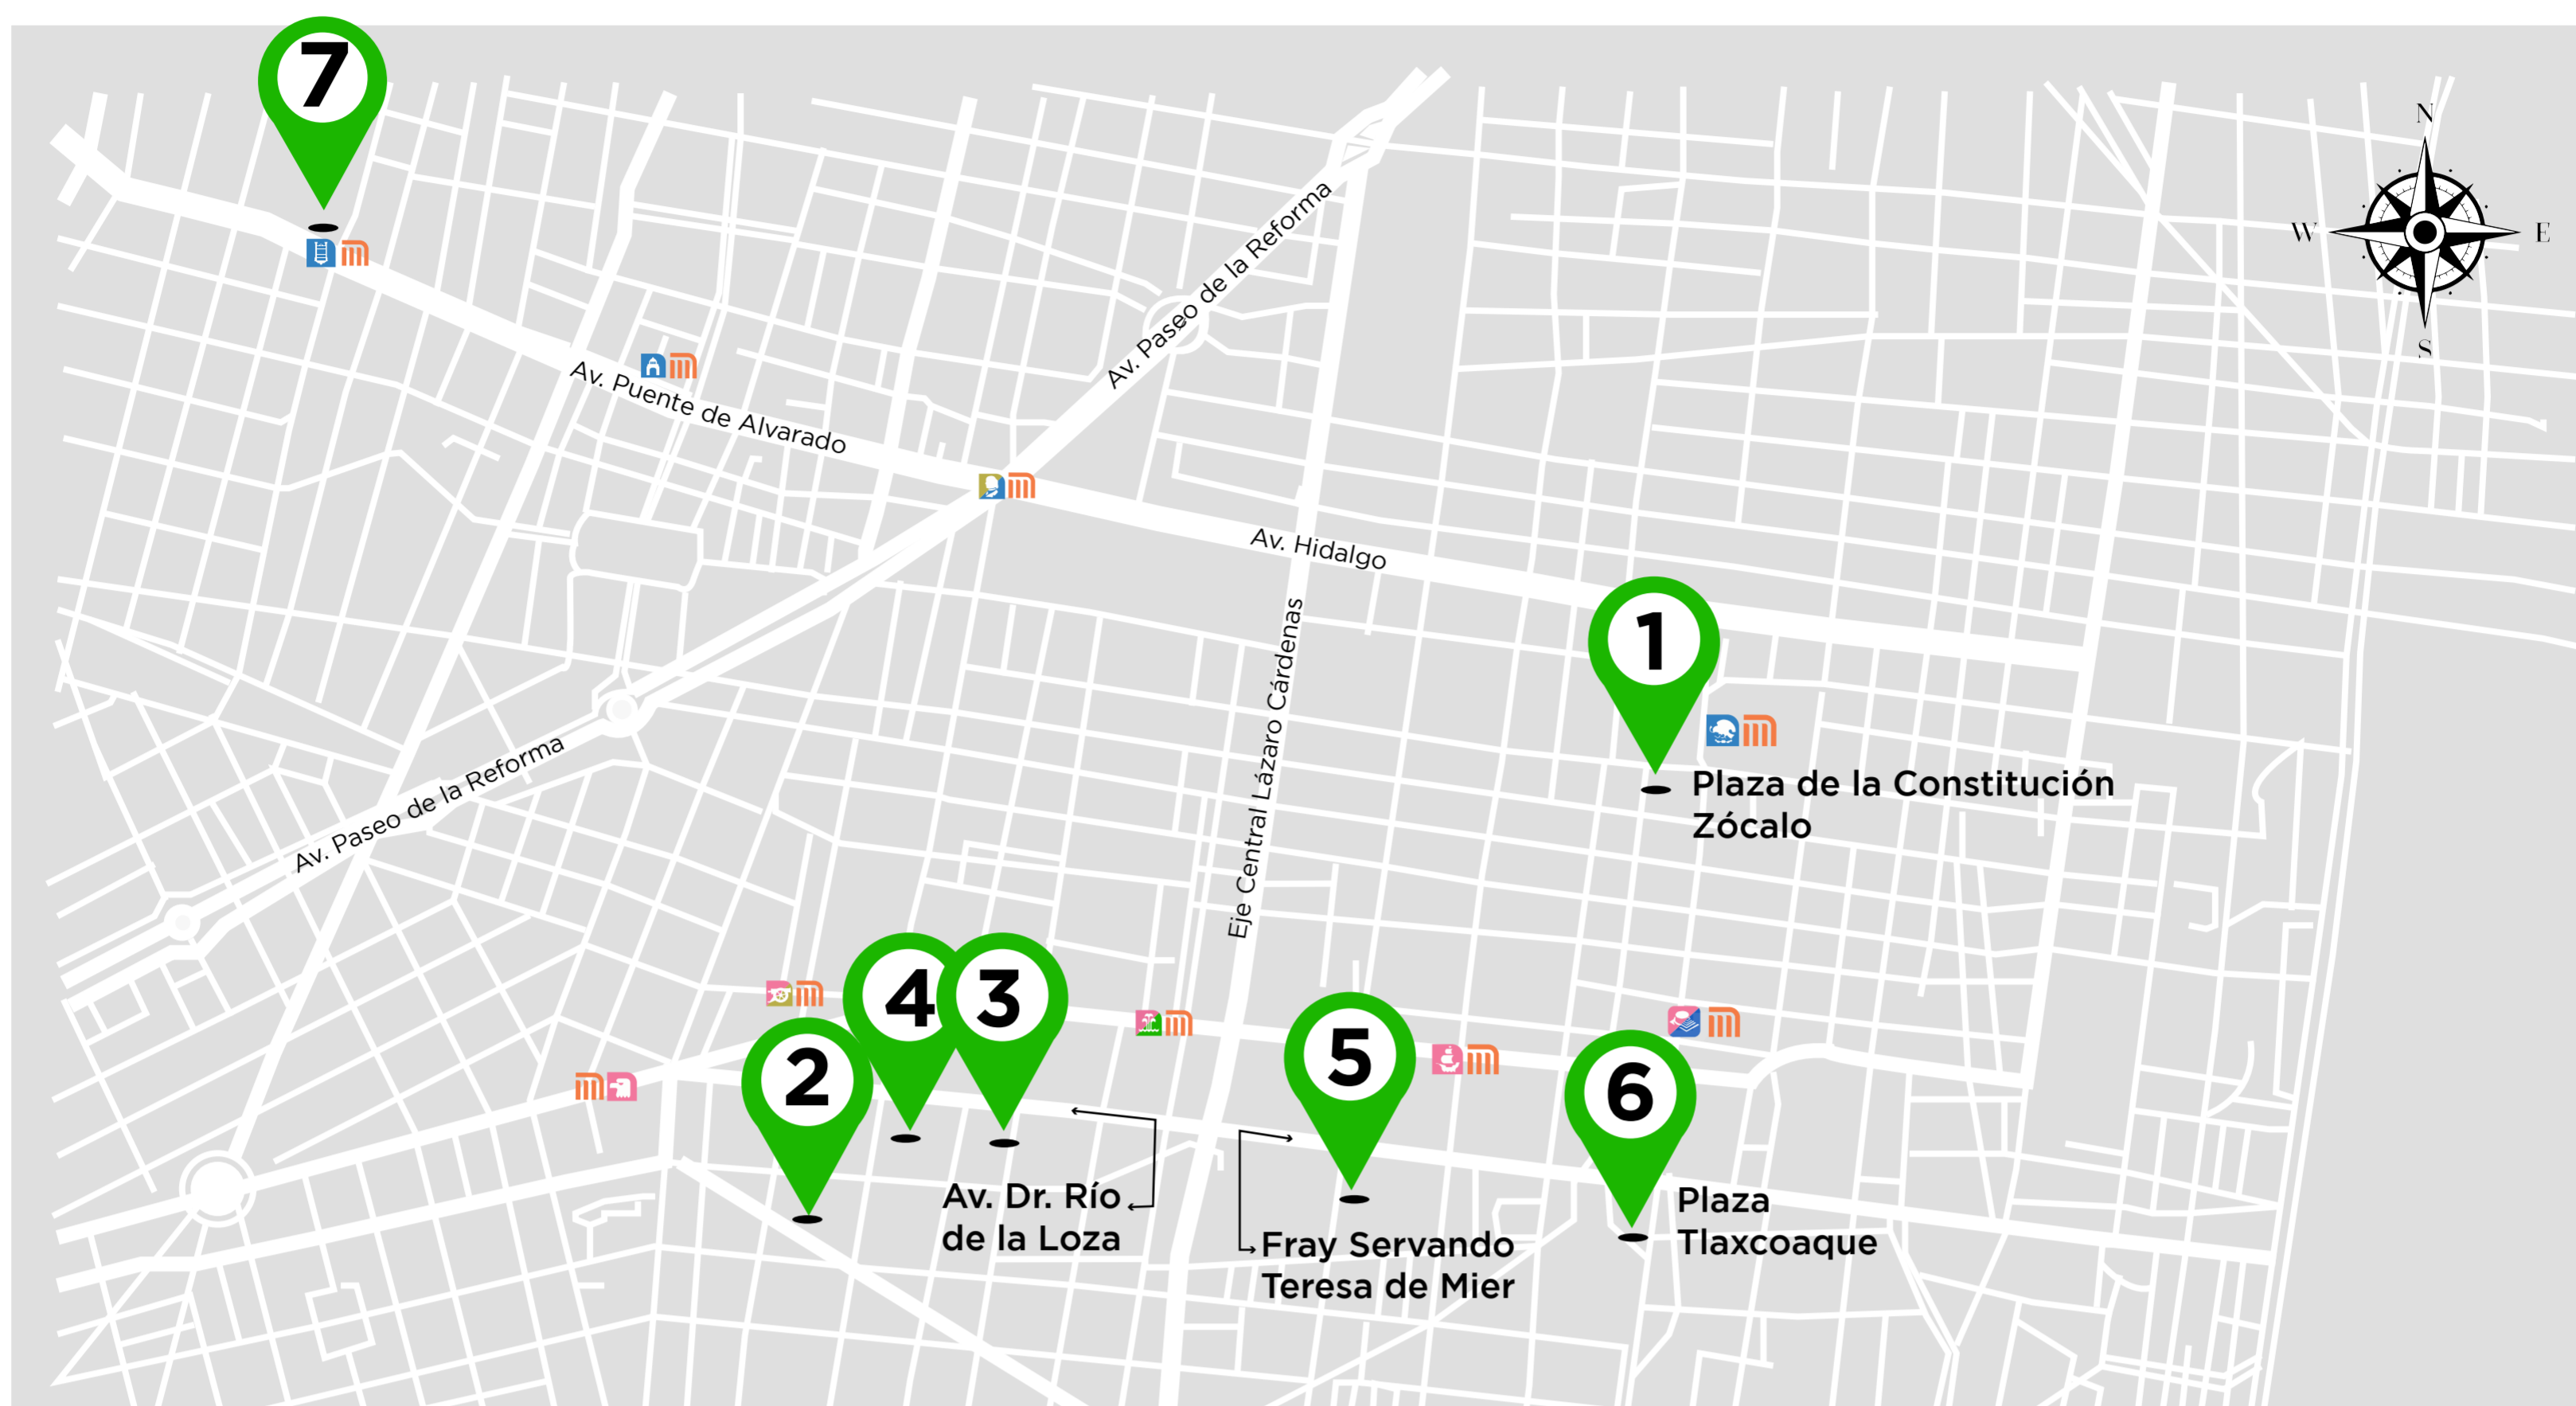 7
N
W
E
S
Av. Paseo de la Reforma
Av. Puente de Alvarado
Av. Hidalgo
1
Eje Central Lázaro Cárdenas
Plaza de la Constitución
Zócalo
Av. Paseo de la Reforma
4
3
2
5
6
Av. Dr. Río
de la Loza
Plaza
Tlaxcoaque
Fray Servando
Teresa de Mier